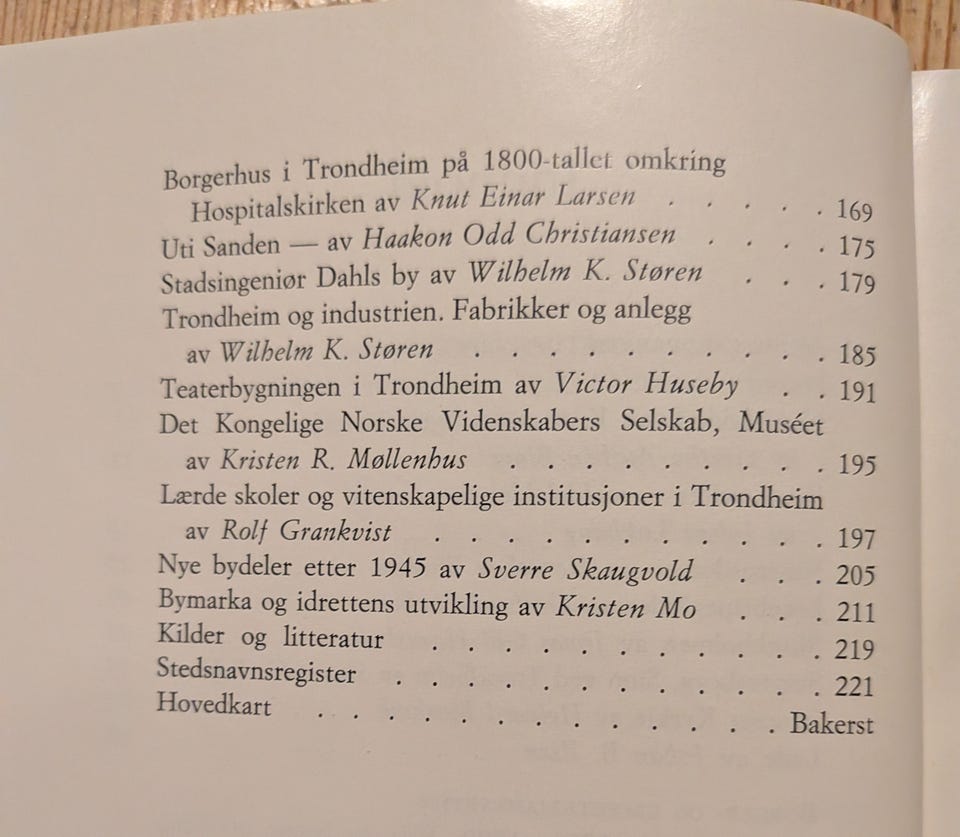 Borgerhus i Trondheim på 1800-tallet omkring
Hospitalskirken av Knut Einar Larsen . . . . . 169
Uti Sanden — av Haakon Odd Christiansen . . . . 175
Stadsingeniør Dahls by av Wilhelm K. Støren . . . 179
Trondheim og industrien. Fabrikker og anlegg
av Wilhelm K. Støren . . . . . . . . . . 185
Teaterbygningen i Trondheim av Victor Huseby . . 191
Det Kongelige Norske Videnskabers Selskab, Muséet
av Kristen R. Møllenhus . . . . . . . . . 195
Lærde skoler og vitenskapelige institusjoner i Trondheim
av Rolf Grankvist . . . . . . . . . . . 197
Nye bydeler etter 1945 av Sverre Skaugvold . . . 205
Bymarka og idrettens utvikling av Kristen Mo . . . 211
Kilder og litteratur . . . . . . . . . . . 219
Stedsnavnsregister . . . . . . . . . . . . 221
Hovedkart . . . . . . . . . . . . . Bakerst